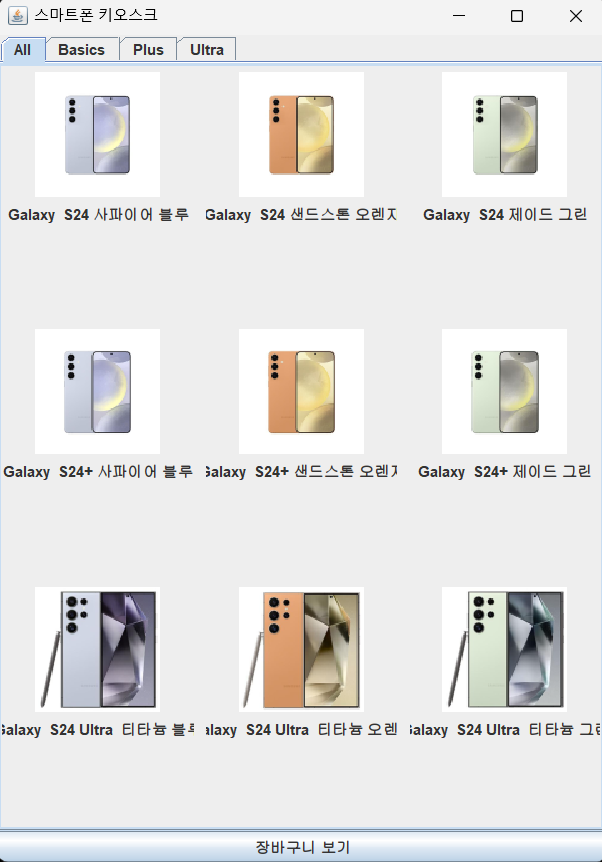 스마트폰 키오스크
All Basics Plus Ultra
Galaxy S24 사파이어 블루
Galaxy S24 샌드스톤 오렌지
Galaxy S24 제이드 그린
Galaxy S24+ 사파이어 블루
Galaxy S24+ 샌드스톤 오렌지
Galaxy S24+ 제이드 그린
Galaxy S24 Ultra 티타늄 블루
alaxy S24 Ultra 티타늄 오렌
Galaxy S24 Ultra 티타늄 그린
장바구니 보기